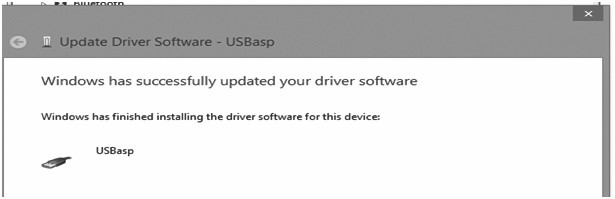 Bluetooth
Update Driver Software - USBasp
Windows has successfully updated your driver software
Windows has finished installing the driver software for this device:
USBasp